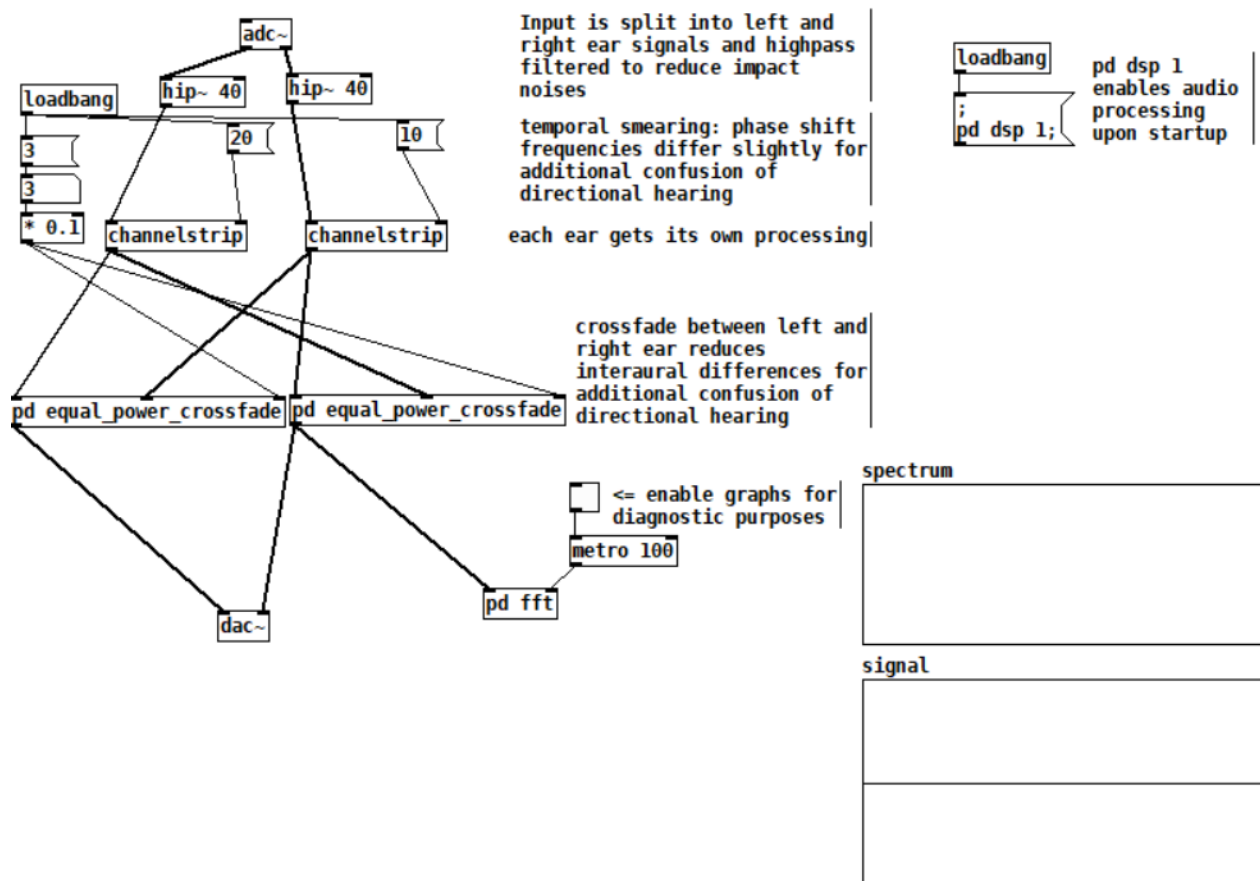 adc~
Input is split into left and
right ear signals and highpass
filtered to reduce impact
noises
loadbang
pd dsp 1
enables audio
processing
upon startup
;
pd dsp 1;
hip~ 40
hip~ 40
loadbang
20
10
temporal smearing: phase shift
frequencies differ slightly for
additional confusion of
directional hearing
3
3
* 0.1
channelstrip
channelstrip
each ear gets its own processing
crossfade between left and
right ear reduces
interaural differences for
additional confusion of
directional hearing
pd equal_power_crossfade
pd equal_power_crossfade
<= enable graphs for
diagnostic purposes
metro 100
pd fft
dac~
spectrum
signal